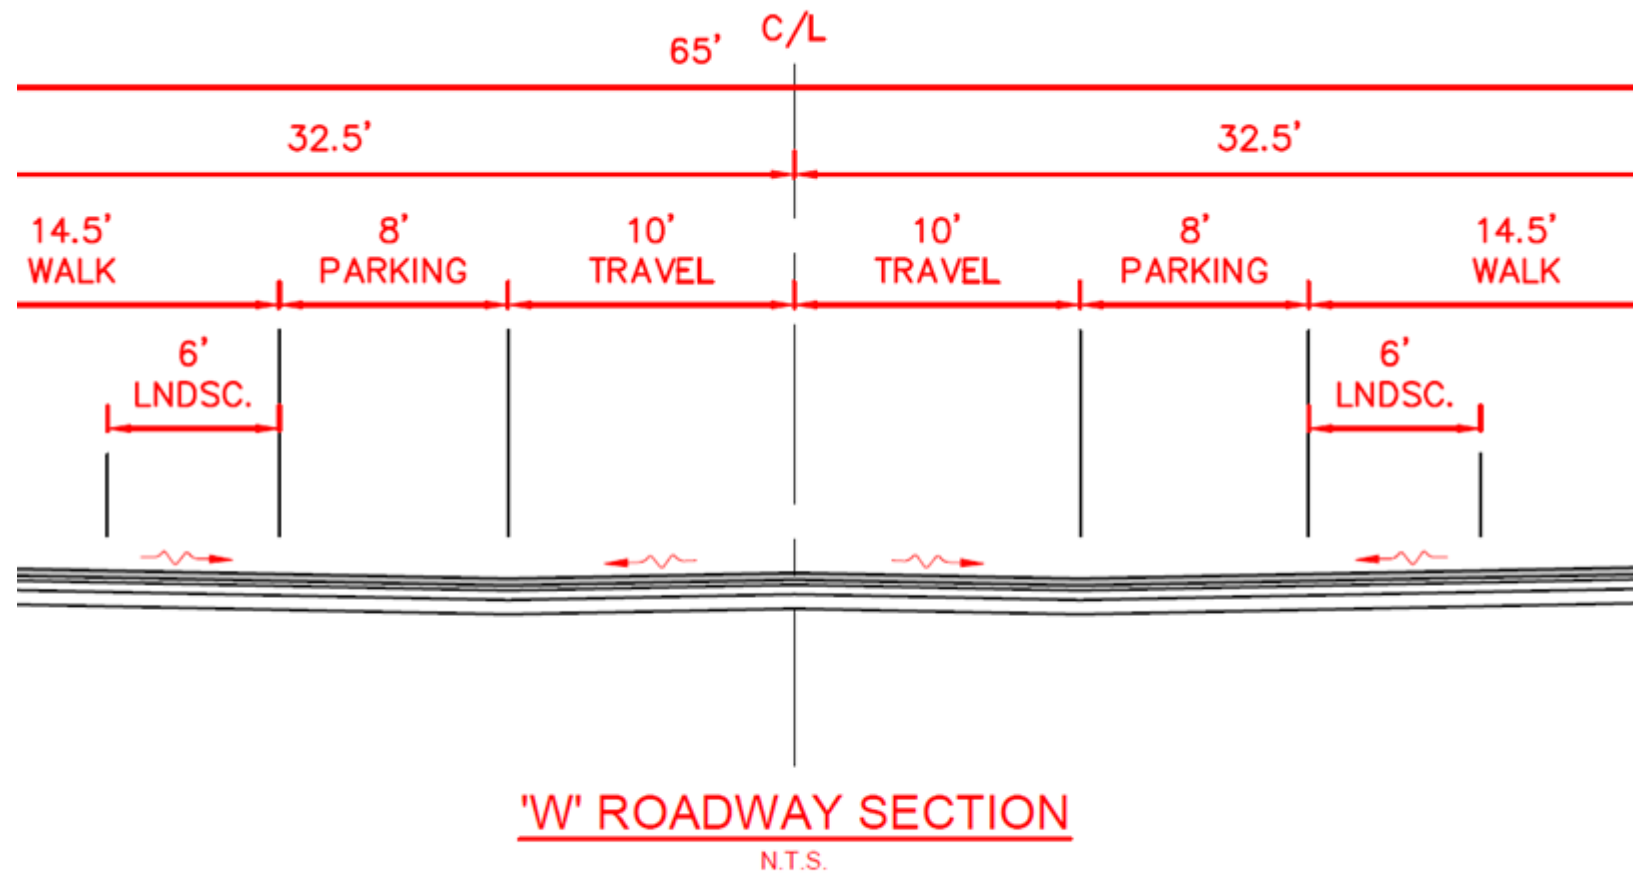 C/L
65'
32.5' 32.5'
14.5' 8' 10' 10' 8' 14.5'
WALK PARKING TRAVEL TRAVEL PARKING WALK
6' 6'
LNDSC. LNDSC.
'W' ROADWAY SECTION
N.T.S.